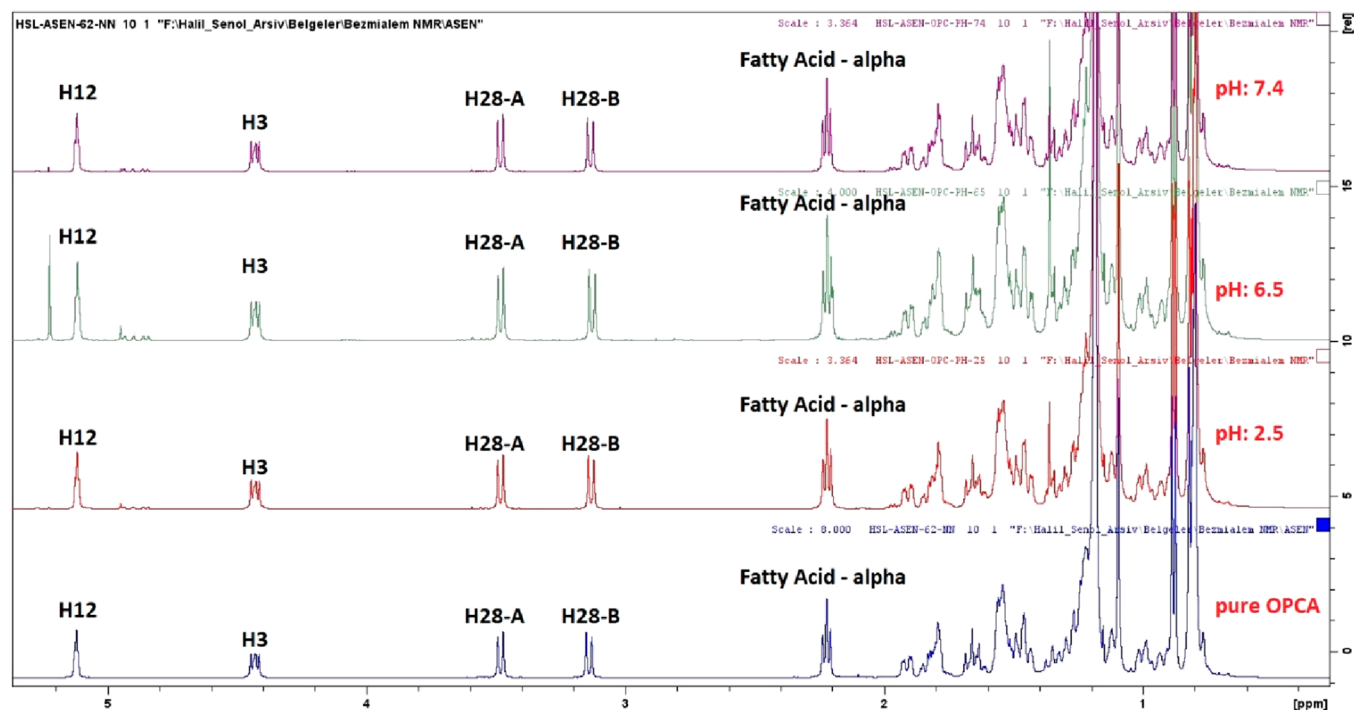 HSL-ASEN-62-NN 10 1 "F:\Halil_Senol_Arsiv\Belgeler\Bezmialem NMR\ASEN"
Scale : 3.364 HSL-ASEN-OPC-PH-74 10 1 "F:\Halil_Senol_Arsiv\Belgeler\Bezmialem NMR"
[rel]
Fatty Acid - alpha
H12
H3
H28-A
H28-B
pH: 7.4
15
Scale : 4.000 HSL-ASEN-OPC-PH-65 10 1 "F:\Halil_Senol_Arsiv\Belgeler\Bezmialem NMR"
Fatty Acid - alpha
H12
H3
H28-A
H28-B
pH: 6.5
10
Scale : 3.364 HSL-ASEN-OPC-PH-25 10 1 "F:\Halil_Senol_Arsiv\Belgeler\Bezmialem NMR"
Fatty Acid - alpha
H12
H3
H28-A
H28-B
pH: 2.5
5
Scale : 8.000 HSL-ASEN-62-NN 10 1 "F:\Halil_Senol_Arsiv\Belgeler\Bezmialem NMR\ASEN"
Fatty Acid - alpha
H12
H3
H28-A
H28-B
pure OPCA
0
5 4 3 2 1 [ppm]